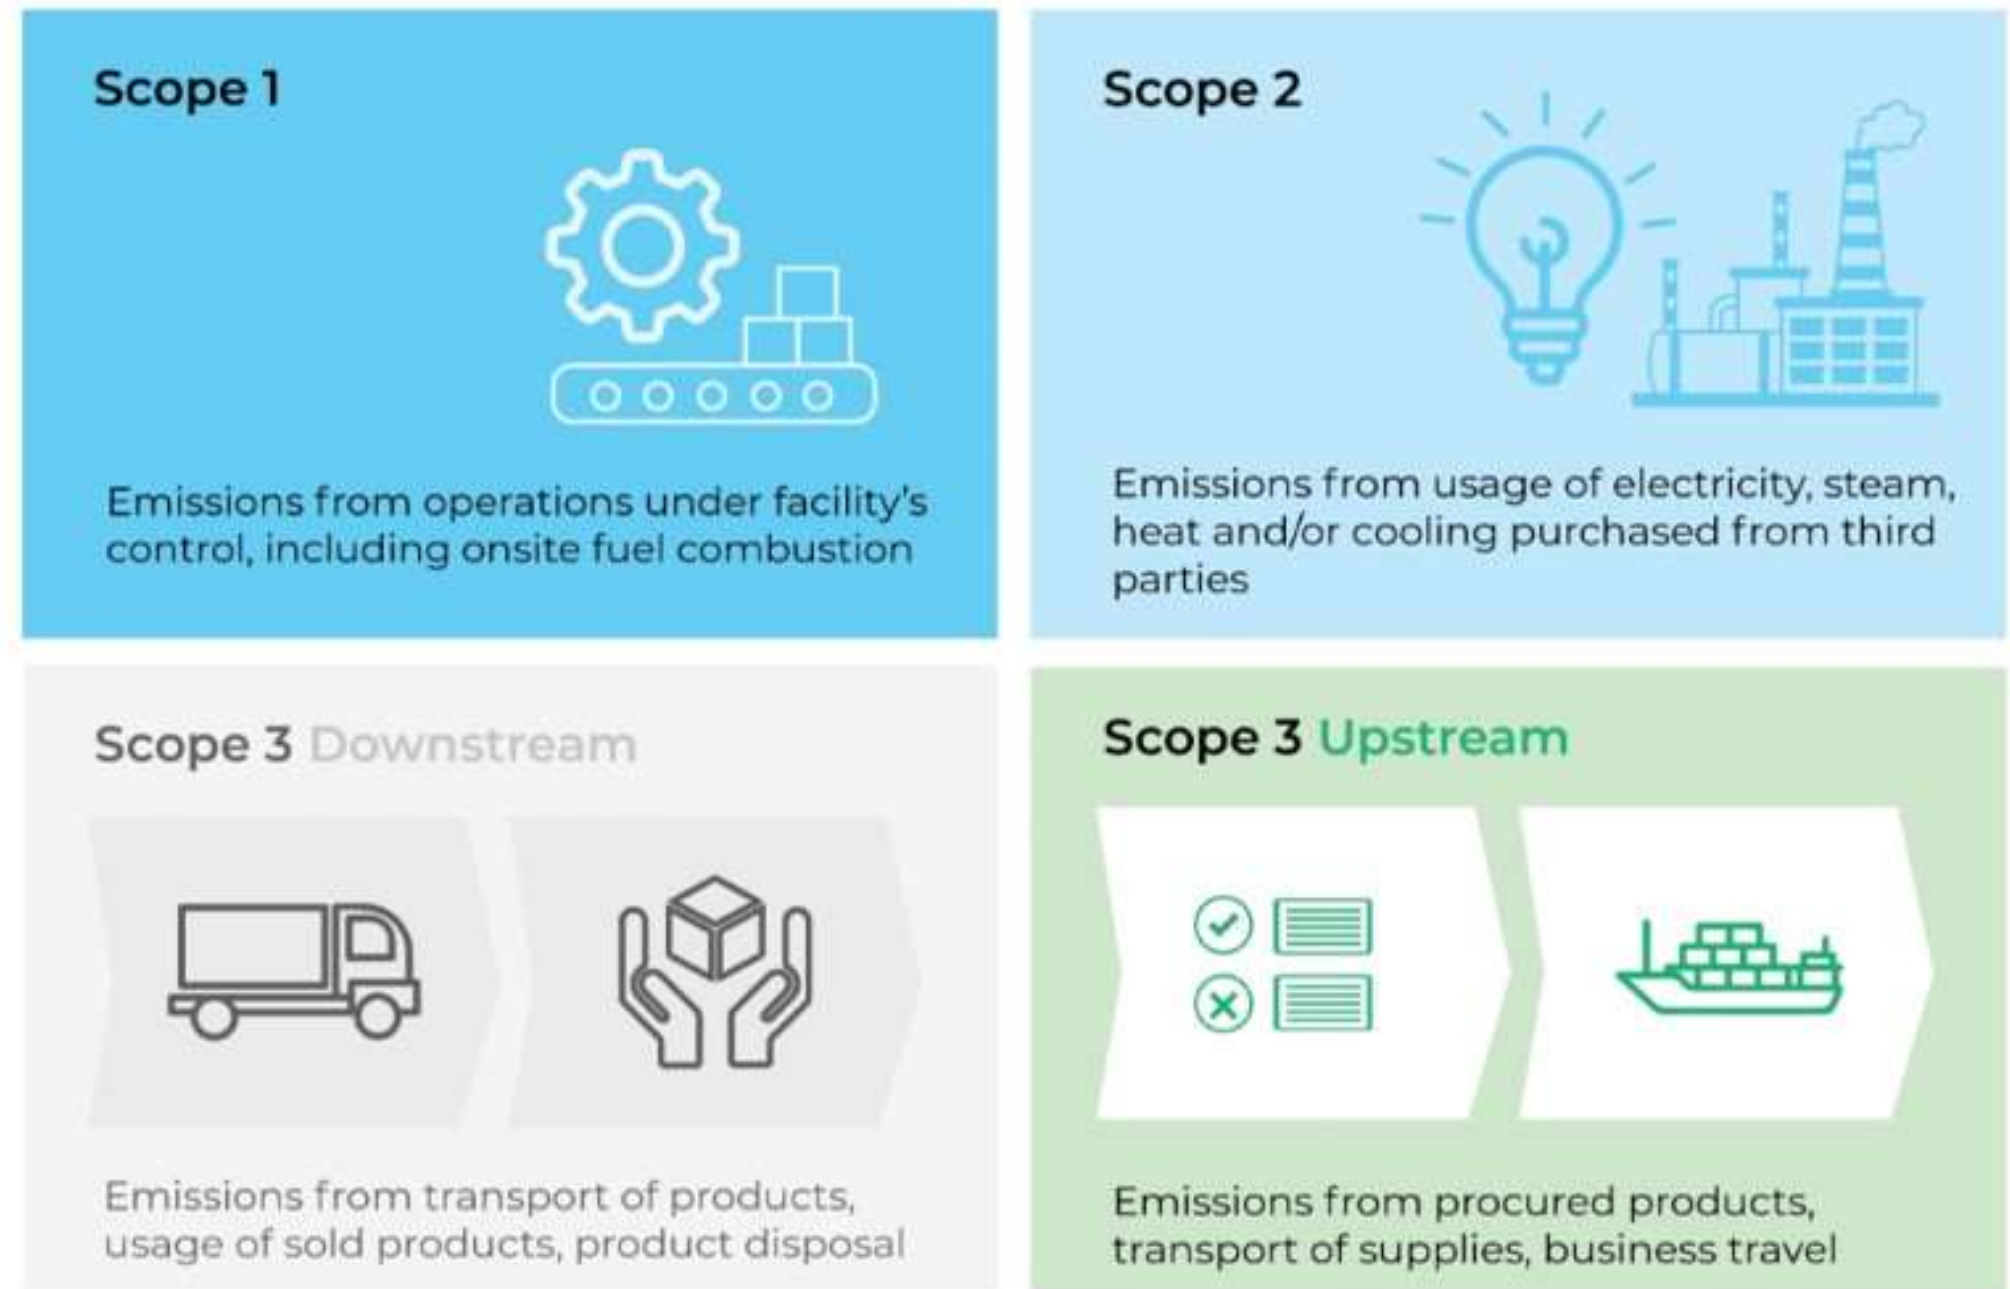 Scope 1
Emissions from operations under facility's
control, including onsite fuel combustion
Scope 2
Emissions from usage of electricity, steam,
heat and/or cooling purchased from third
parties
Scope 3 Downstream
Emissions from transport of products,
usage of sold products, product disposal
Scope 3 Upstream
Emissions from procured products,
transport of supplies, business travel